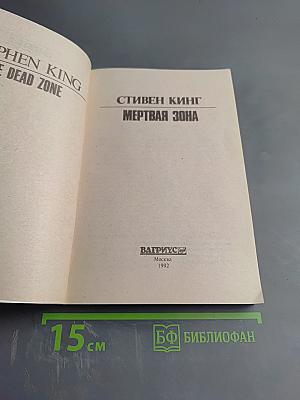 PHEN KING
E DEAD ZONE
СТИВЕН КИНГ
МЕРТВАЯ ЗОНА
ВАГРИУС
Москва
1992
15 см
БФ БИБЛИОФАН